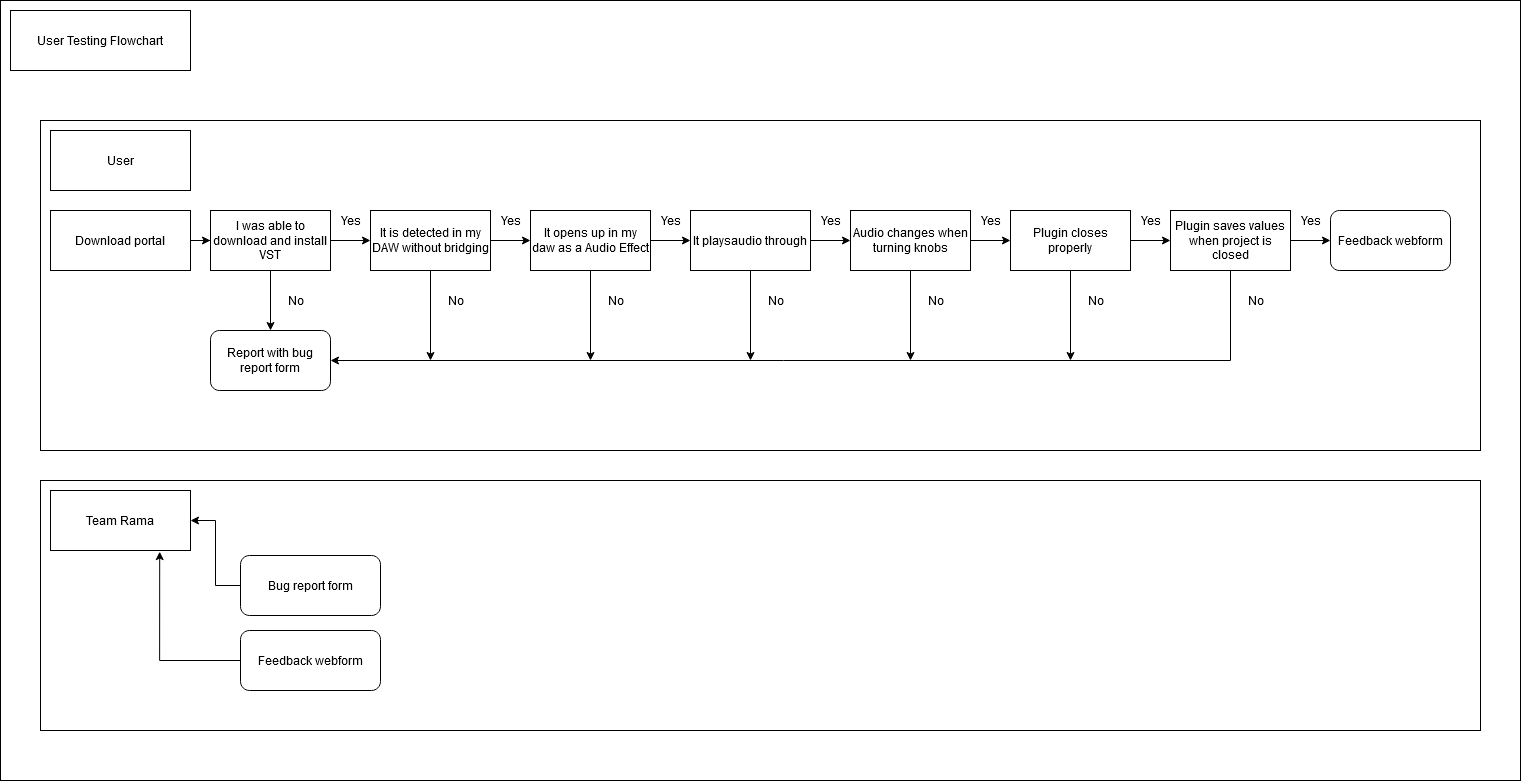 User Testing Flowchart
User
Download portal
I was able to
download and install
VST
Yes
It is detected in my
DAW without bridging
Yes
It opens up in my
daw as a Audio Effect
Yes
It playsaudio through
Yes
Audio changes when
turning knobs
Yes
Plugin closes
properly
Yes
Plugin saves values
when project is
closed
Yes
Feedback webform
No
No
No
No
No
No
No
Report with bug
report form
Team Rama
Bug report form
Feedback webform